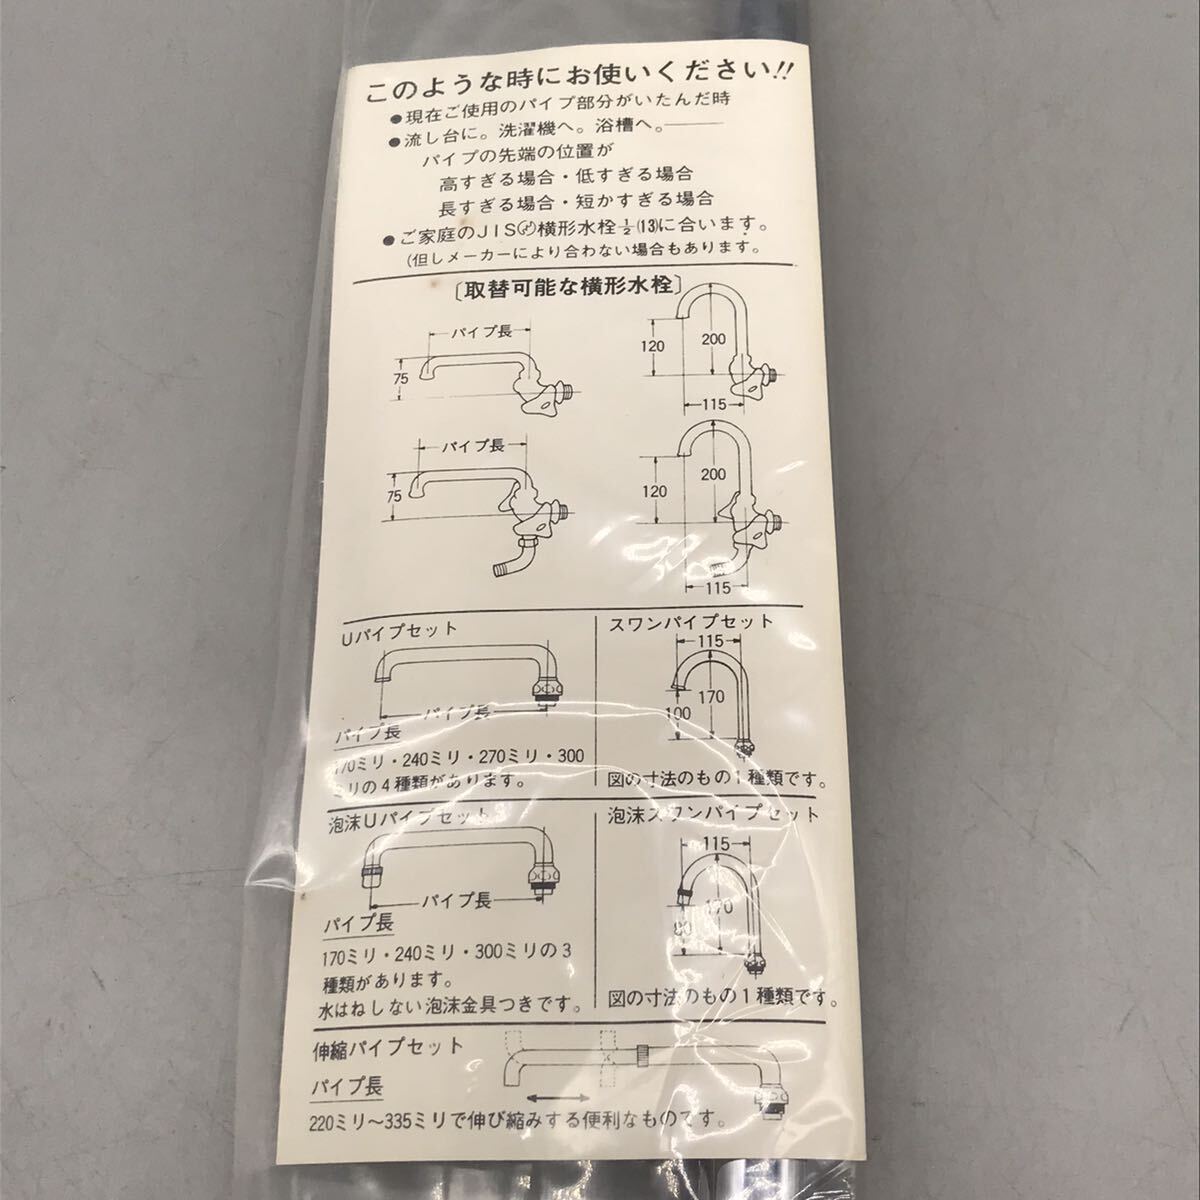 このような時にお使いください!!
●現在ご使用のパイプ部分がいたんだ時
●流し台に。洗濯機へ。浴槽へ。――
パイプの先端の位置が
高すぎる場合・低すぎる場合
長すぎる場合・短かすぎる場合
●ご家庭のJIS横形水栓½(13)に合います。
(但しメーカーにより合わない場合もあります。
〔取替可能な横形水栓〕
パイプ長
75
120
200
115
パイプ長
75
120
200
115
Uパイプセット
パイプ長
パイプ長
170ミリ・240ミリ・270ミリ・300
ミリの4種類があります。
スワンパイプセット
115
170
100
図の寸法のもの1種類です。
泡沫Uパイプセット
パイプ長
パイプ長
170ミリ・240ミリ・300ミリの3
種類があります。
水はねしない泡沫金具つきです。
泡沫スワンパイプセット
115
170
80
図の寸法のもの1種類です。
伸縮パイプセット
パイプ長
220ミリ～335ミリで伸び縮みする便利なものです。